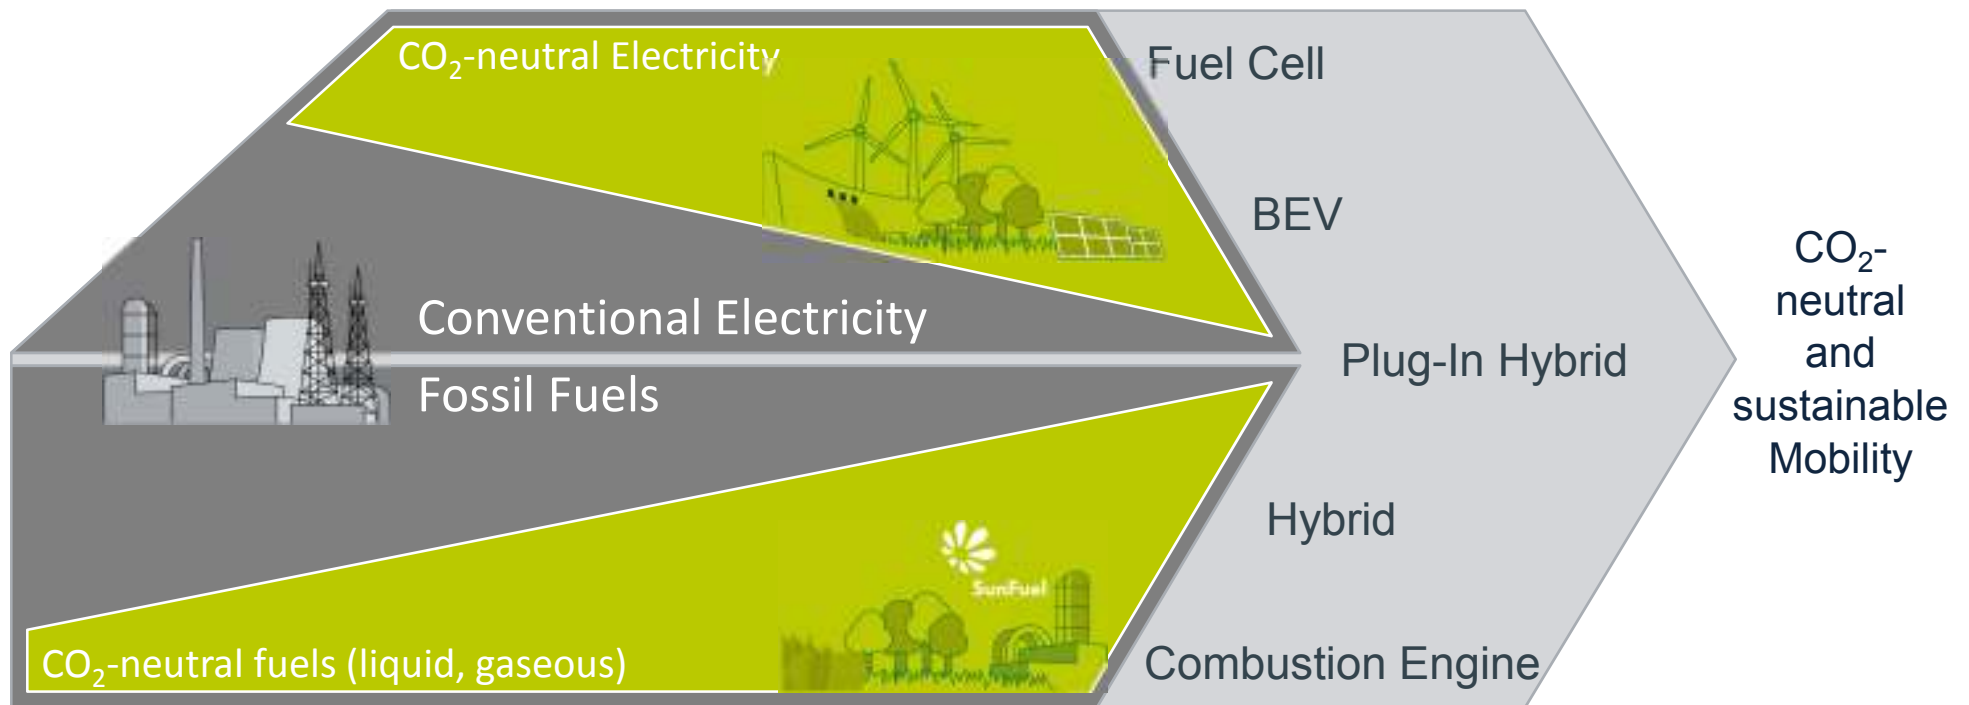 CO₂-neutral Electricity
Conventional Electricity
Fossil Fuels
SunFuel
CO₂-neutral fuels (liquid, gaseous)
Fuel Cell
BEV
Plug-In Hybrid
Hybrid
Combustion Engine
CO₂-
neutral
and
sustainable
Mobility